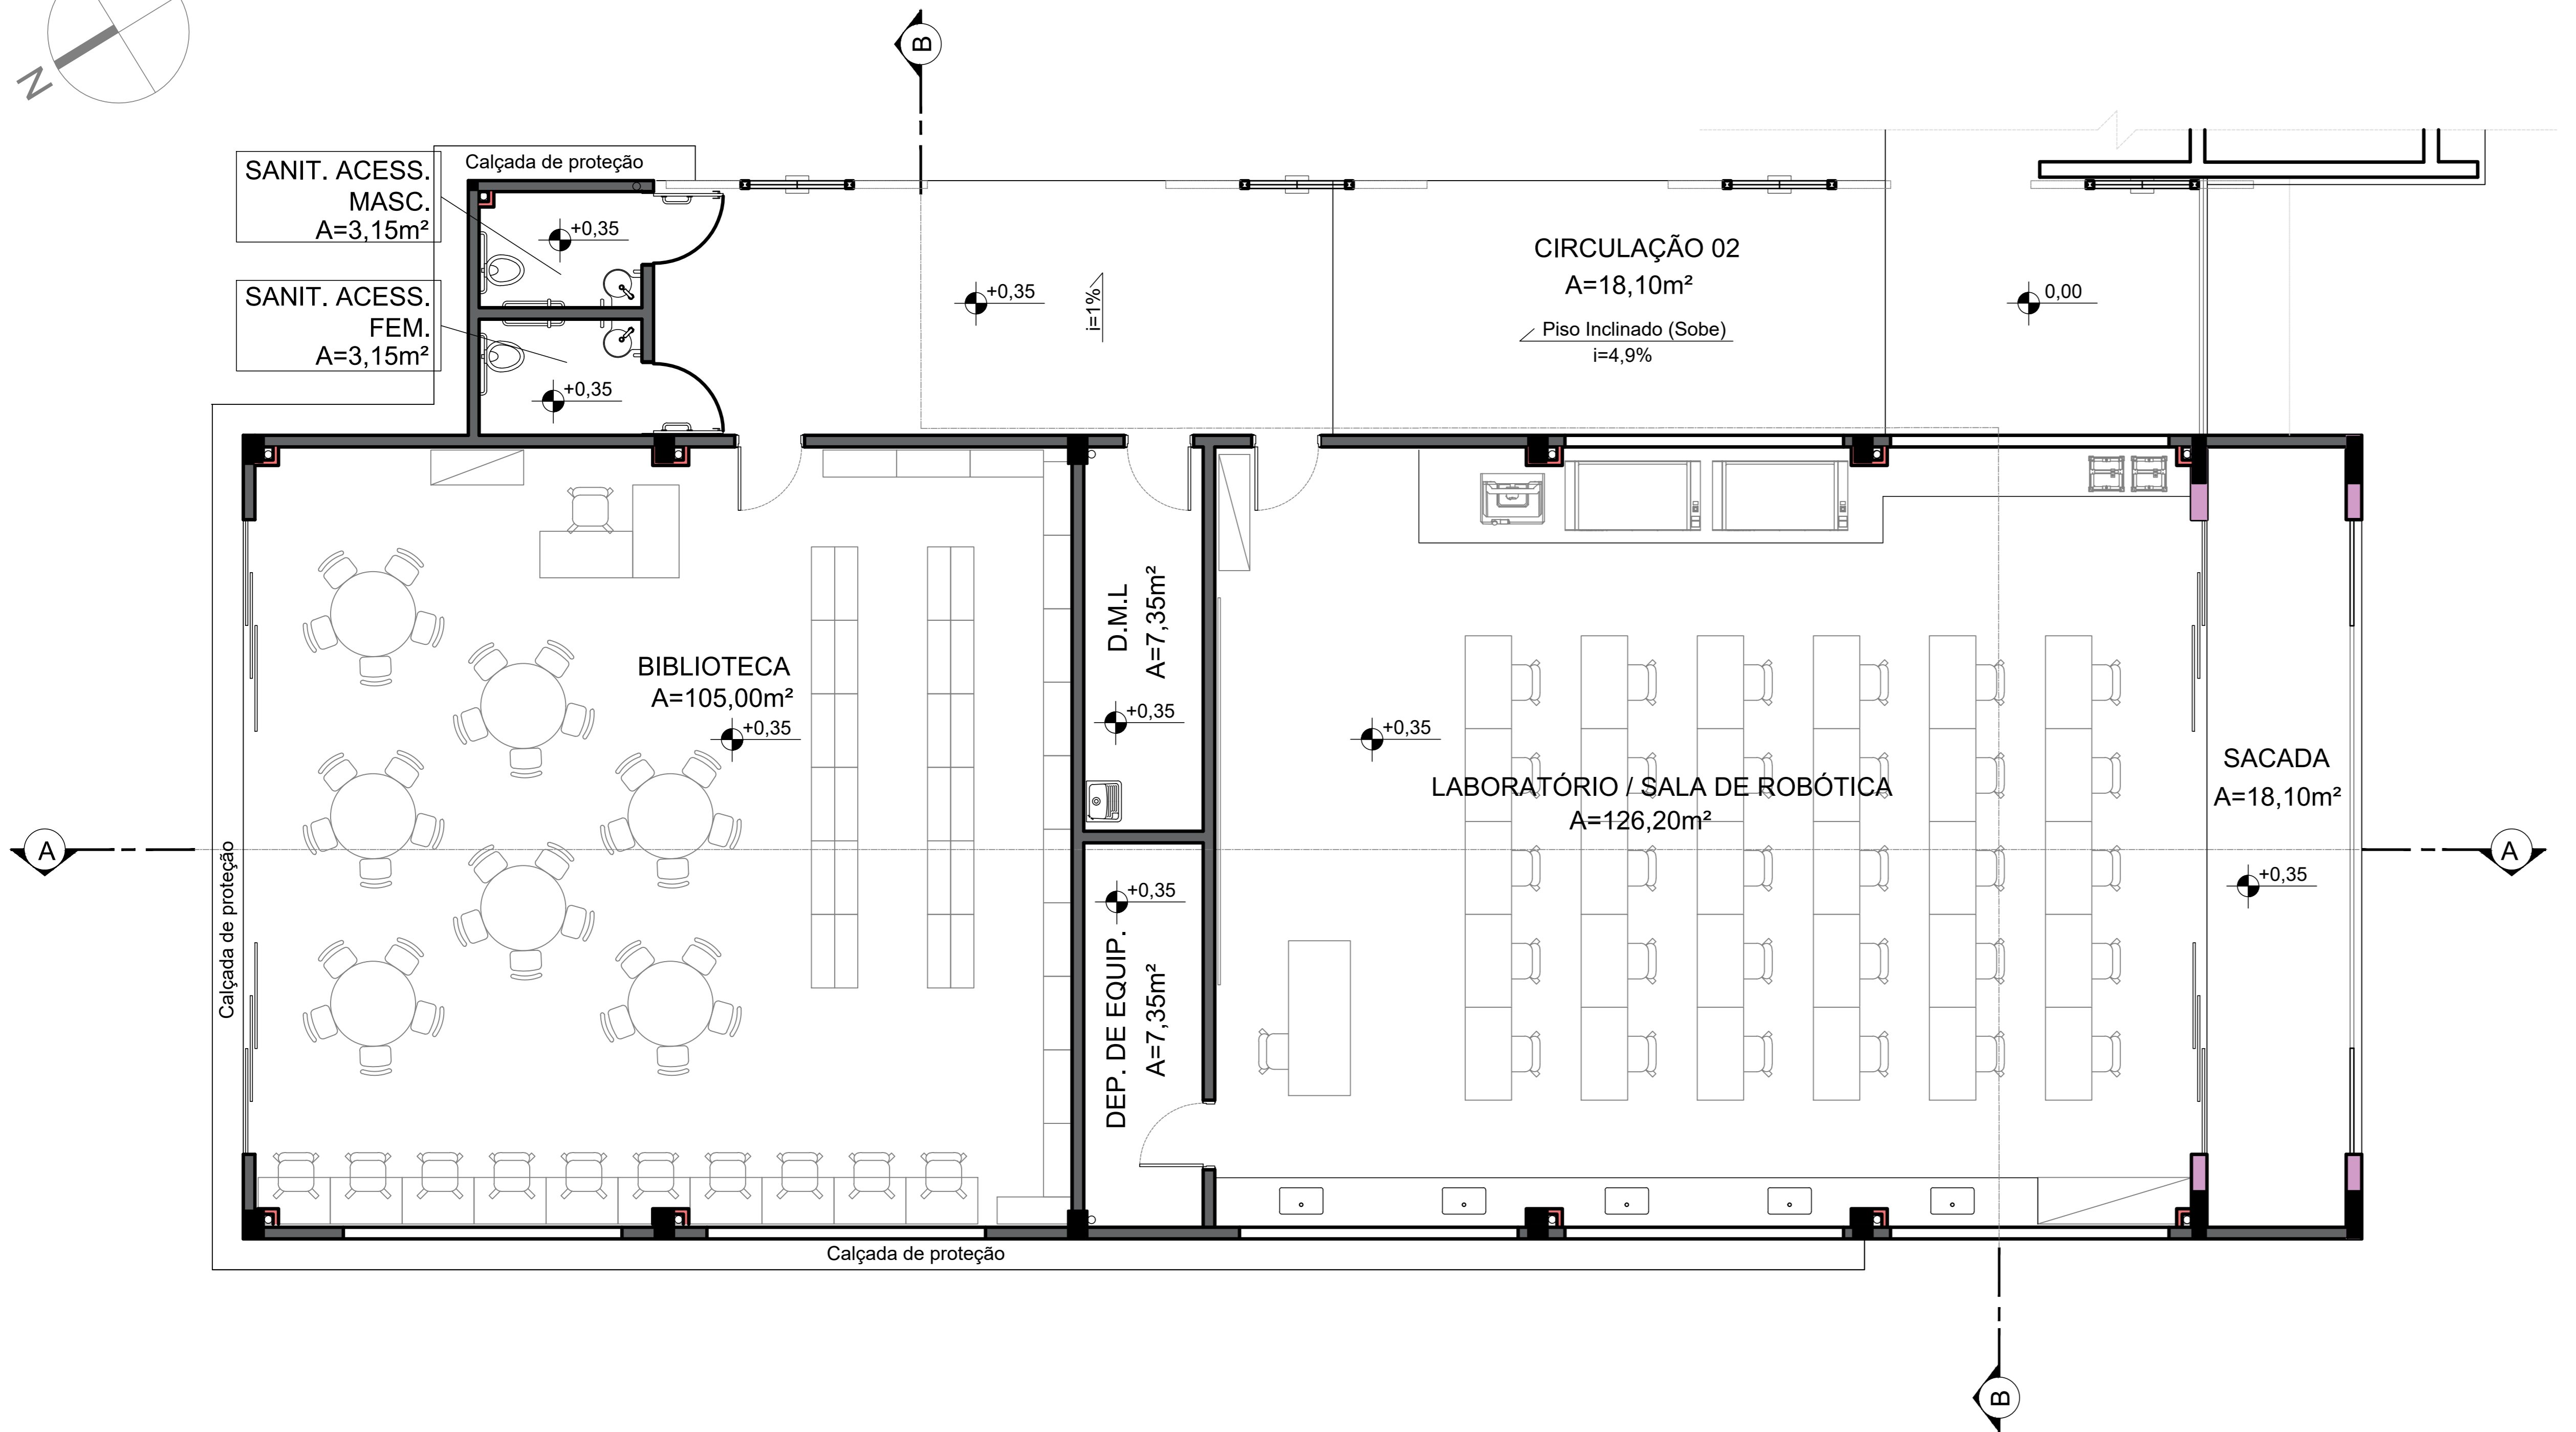 N
B
Calçada de proteção
SANIT. ACESS.
MASC.
A=3,15m²
+0,35
SANIT. ACESS.
FEM.
A=3,15m²
+0,35
+0,35
i=1%
CIRCULAÇÃO 02
A=18,10m²
Piso Inclinado (Sobe)
i=4,9%
0,00
BIBLIOTECA
A=105,00m²
+0,35
D.M.L
A=7,35m²
+0,35
+0,35
LABORATÓRIO / SALA DE ROBÓTICA
A=126,20m²
SACADA
A=18,10m²
+0,35
A
A
Calçada de proteção
+0,35
DEP. DE EQUIP.
A=7,35m²
Calçada de proteção
B